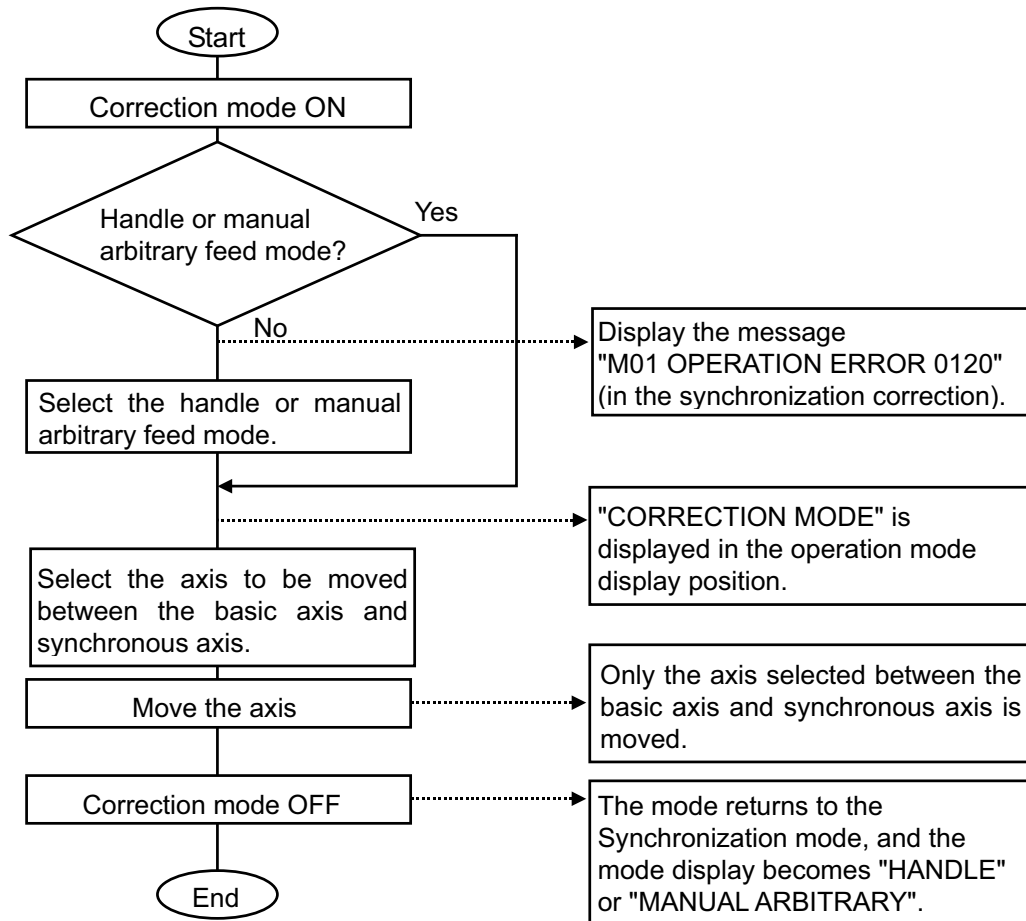 Start
Correction mode ON
Handle or manual
arbitrary feed mode?
Yes
No
Display the message
"M01 OPERATION ERROR 0120"
(in the synchronization correction).
Select the handle or manual
arbitrary feed mode.
"CORRECTION MODE" is
displayed in the operation mode
display position.
Select the axis to be moved
between the basic axis and
synchronous axis.
Move the axis
Only the axis selected between the
basic axis and synchronous axis is
moved.
Correction mode OFF
The mode returns to the
Synchronization mode, and the
mode display becomes "HANDLE"
or "MANUAL ARBITRARY".
End